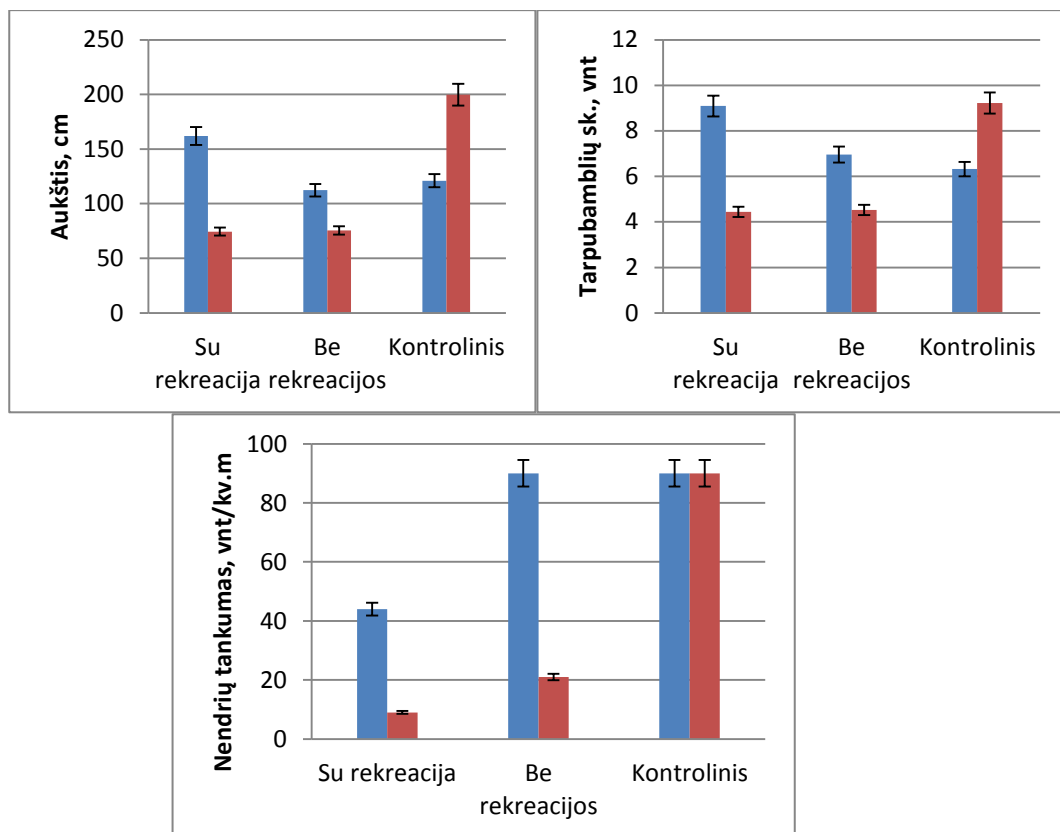 Aukštis, cm
250
200
150
100
50
0
Su rekreacija
Be rekreacijos
Kontrolinis
Tarpubamblių sk., vnt
12
10
8
6
4
2
0
Su rekreacija
Be rekreacijos
Kontrolinis
Nendrių tankumas, vnt/kv.m
100
80
60
40
20
0
Su rekreacija
Be rekreacijos
Kontrolinis